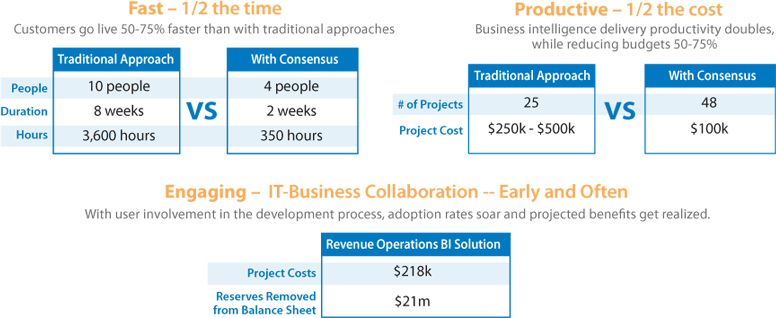 Fast – 1/2 the time
Customers go live 50-75% faster than with traditional approaches
Traditional Approach
With Consensus
People
10 people
4 people
Duration
8 weeks
VS
2 weeks
Hours
3,600 hours
350 hours
Productive – 1/2 the cost
Business intelligence delivery productivity doubles,
while reducing budgets 50-75%
Traditional Approach
With Consensus
# of Projects
25
VS
48
Project Cost
$250k - $500k
$100k
Engaging – IT-Business Collaboration -- Early and Often
With user involvement in the development process, adoption rates soar and projected benefits get realized.
Revenue Operations BI Solution
Project Costs
$218k
Reserves Removed
from Balance Sheet
$21m